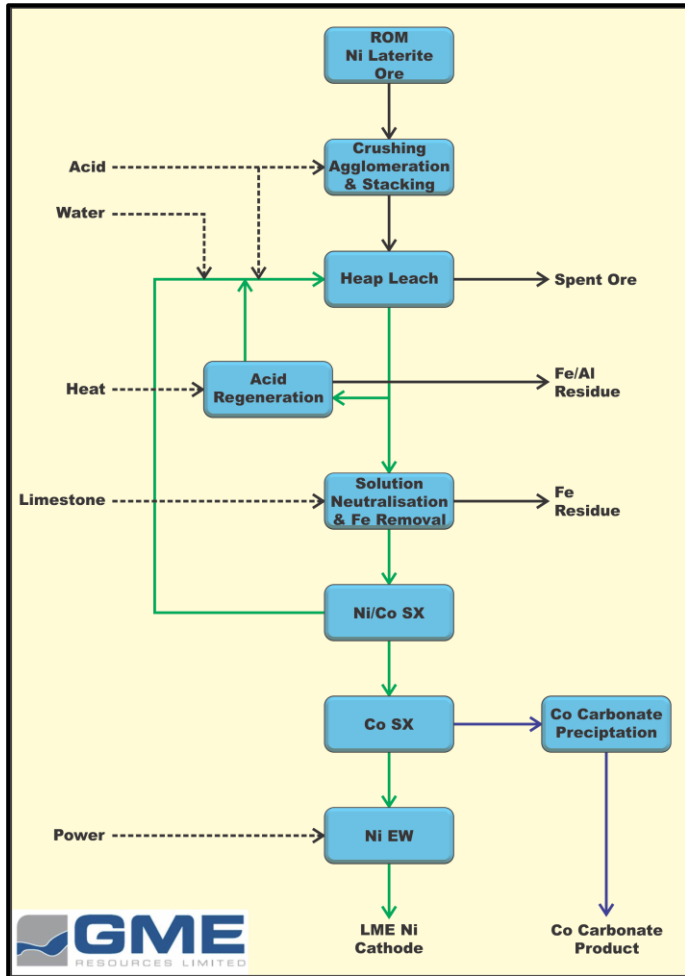 ROM
Ni Laterite
Ore
Acid
Crushing
Agglomeration
& Stacking
Water
Heap Leach
Spent Ore
Heat
Acid
Regeneration
Fe/Al
Residue
Limestone
Solution
Neutralisation
& Fe Removal
Fe
Residue
Ni/Co SX
Co SX
Co Carbonate
Preciptation
Power
Ni EW
GME
RESOURCES LIMITED
LME Ni
Cathode
Co Carbonate
Product